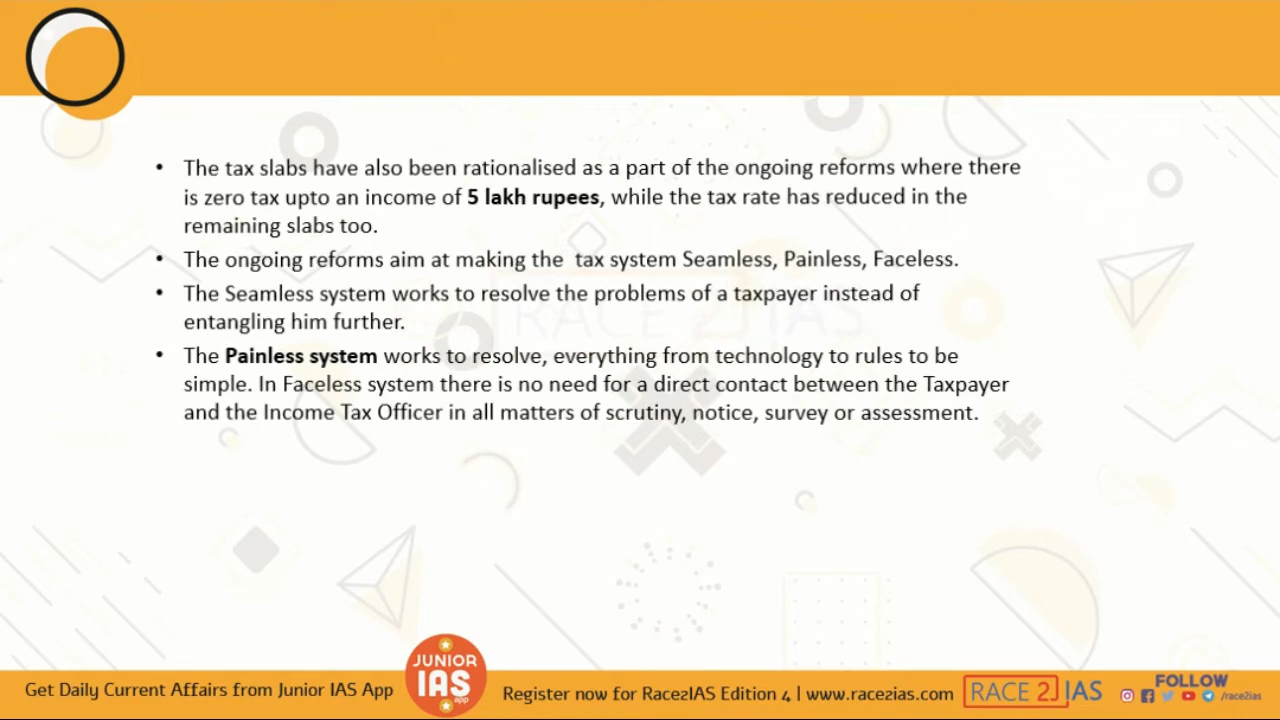 • The tax slabs have also been rationalised as a part of the ongoing reforms where there
is zero tax upto an income of 5 lakh rupees, while the tax rate has reduced in the
remaining slabs too.
• The ongoing reforms aim at making the  tax system Seamless, Painless, Faceless.
• The Seamless system works to resolve the problems of a taxpayer instead of
entangling him further.
• The Painless system works to resolve, everything from technology to rules to be
simple. In Faceless system there is no need for a direct contact between the Taxpayer
and the Income Tax Officer in all matters of scrutiny, notice, survey or assessment.
RACE 2 IAS
Get Daily Current Affairs from Junior IAS App
JUNIOR
IAS
app
Register now for Race2IAS Edition 4 | www.race2ias.com
RACE 2 IAS
FOLLOW
/race2ias